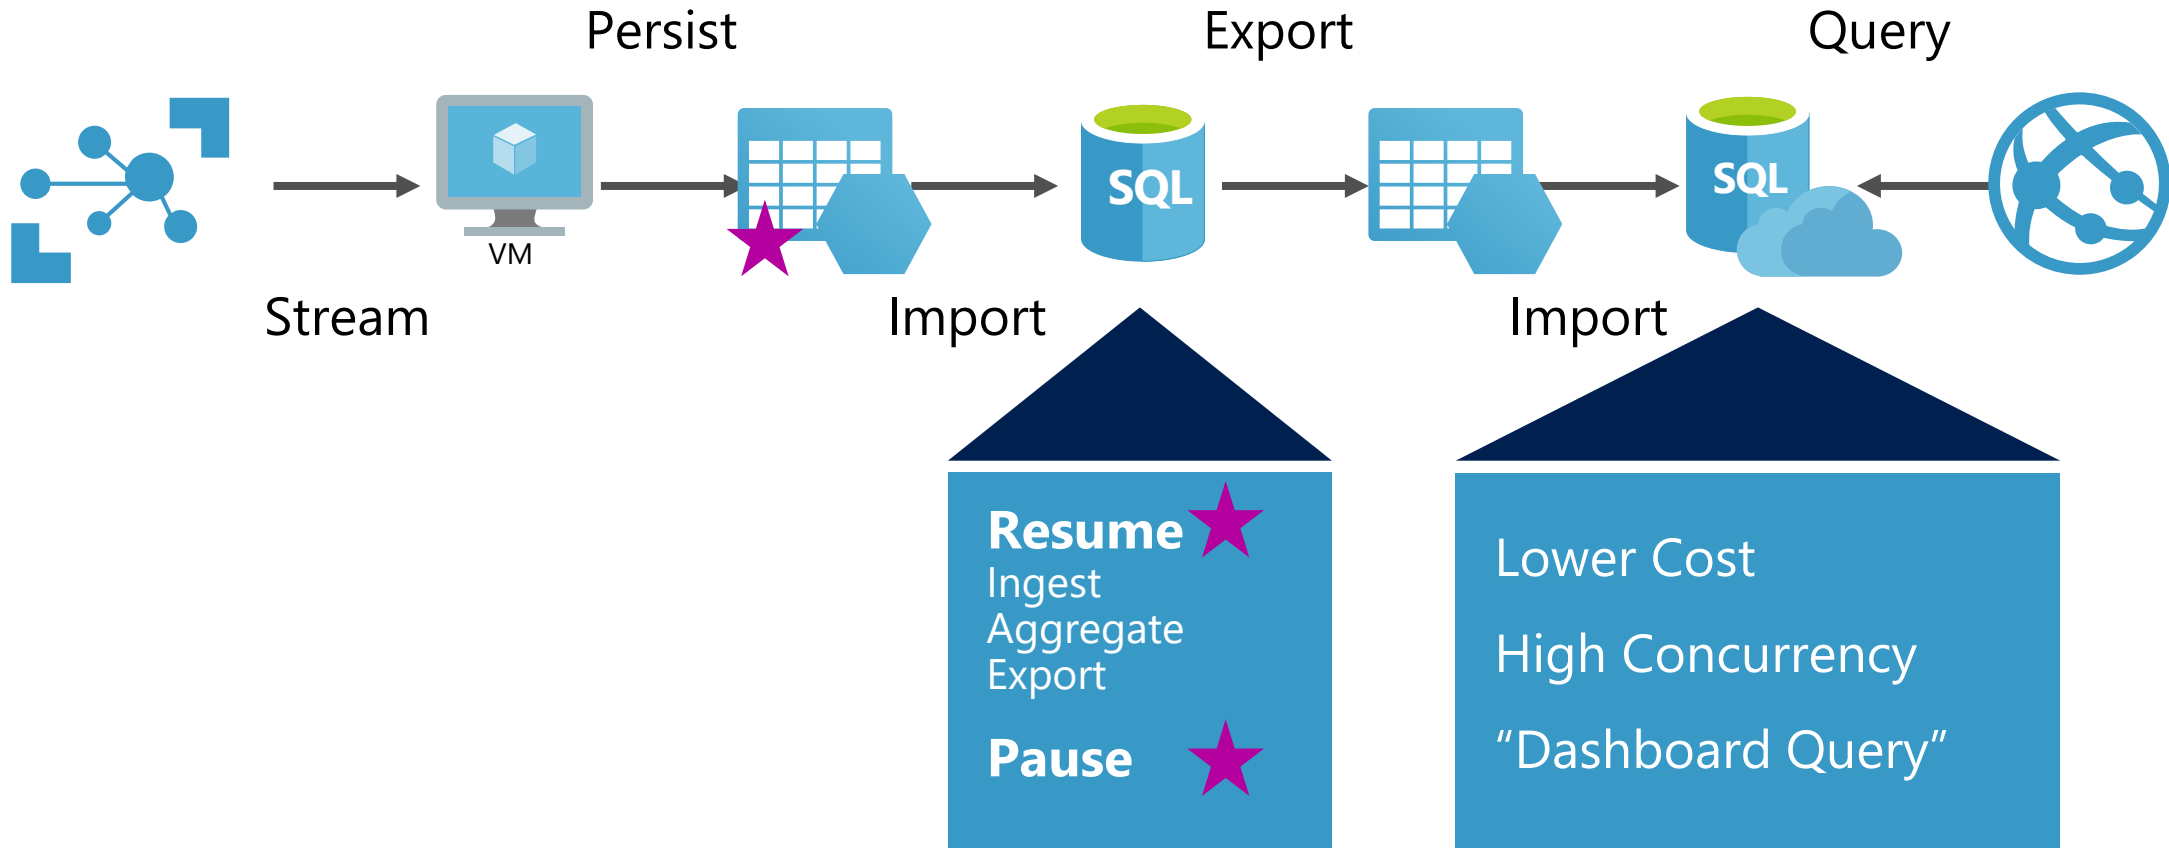 Persist
Export
Query
SQL
SQL
VM
Stream
Import
Import
Resume
Ingest
Aggregate
Export
Pause
Lower Cost
High Concurrency
“Dashboard Query”